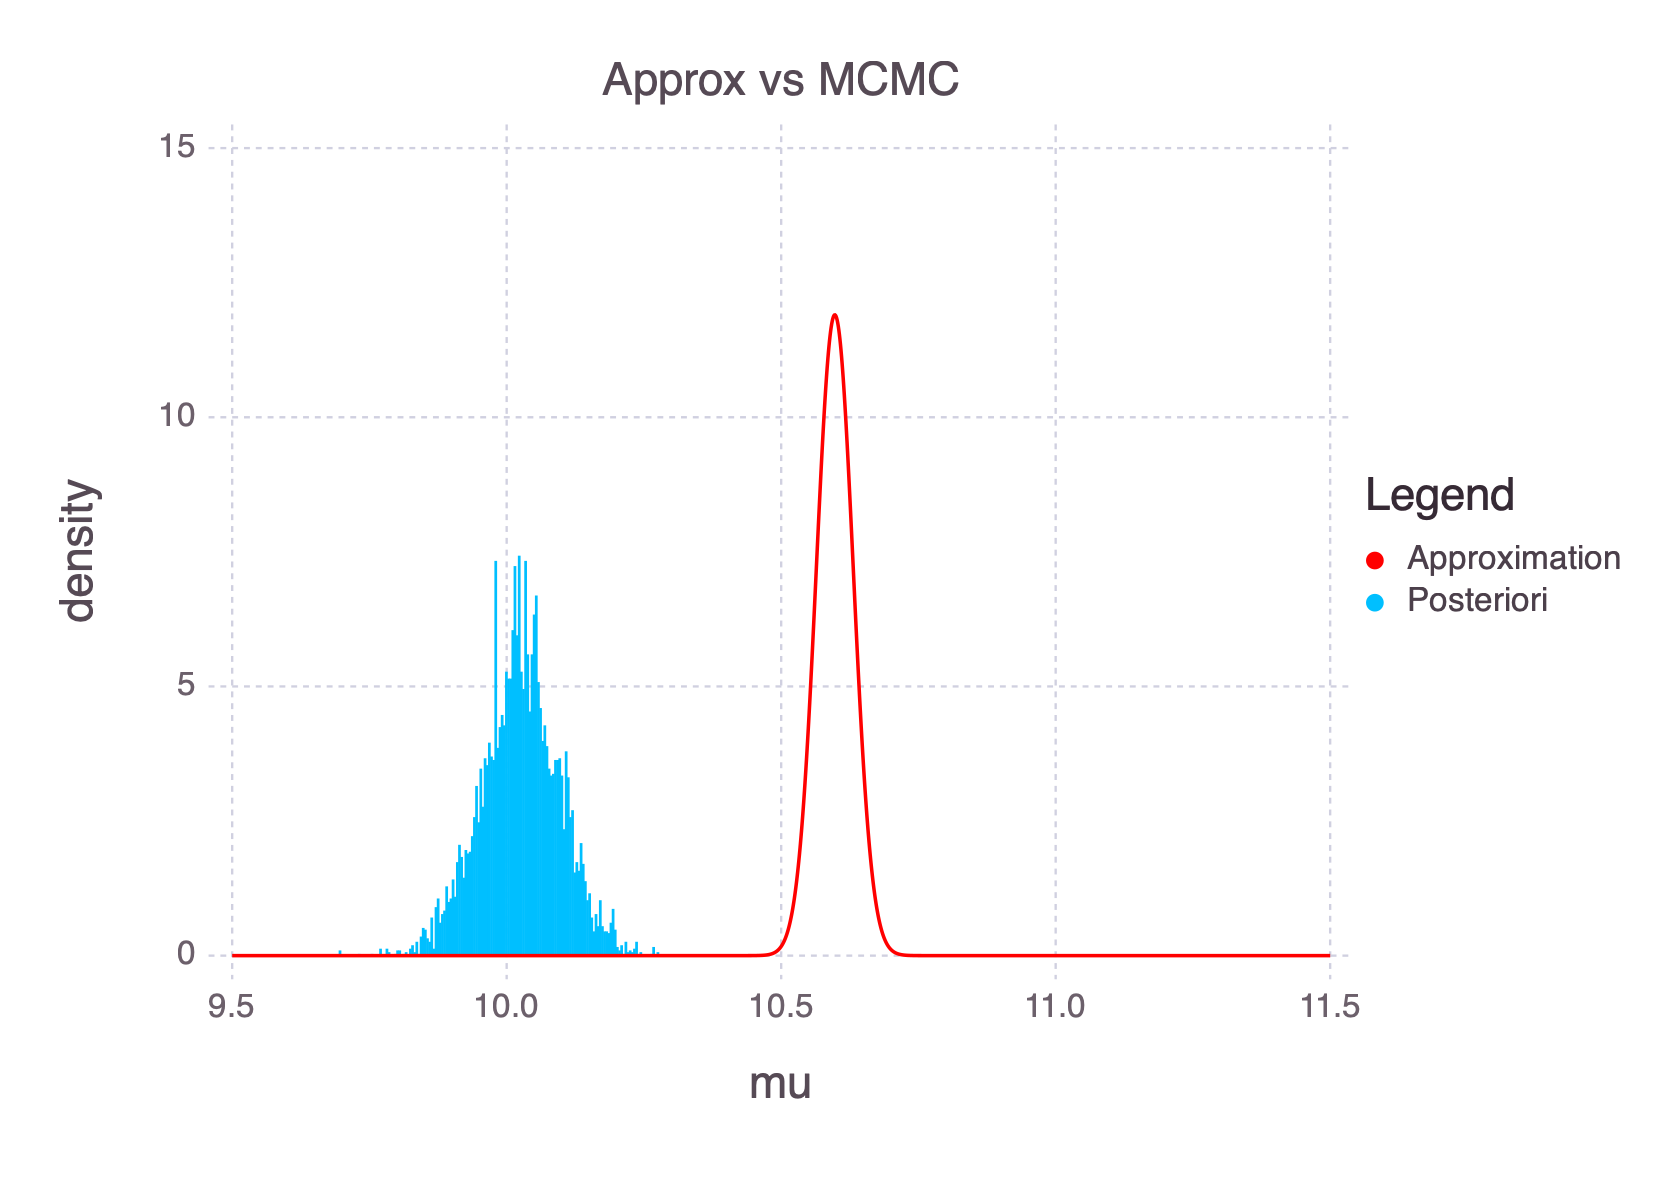 Approx vs MCMC
15
10
5
0
density
9.5 10.0 10.5 11.0 11.5
mu
Legend
Approximation
Posteriori